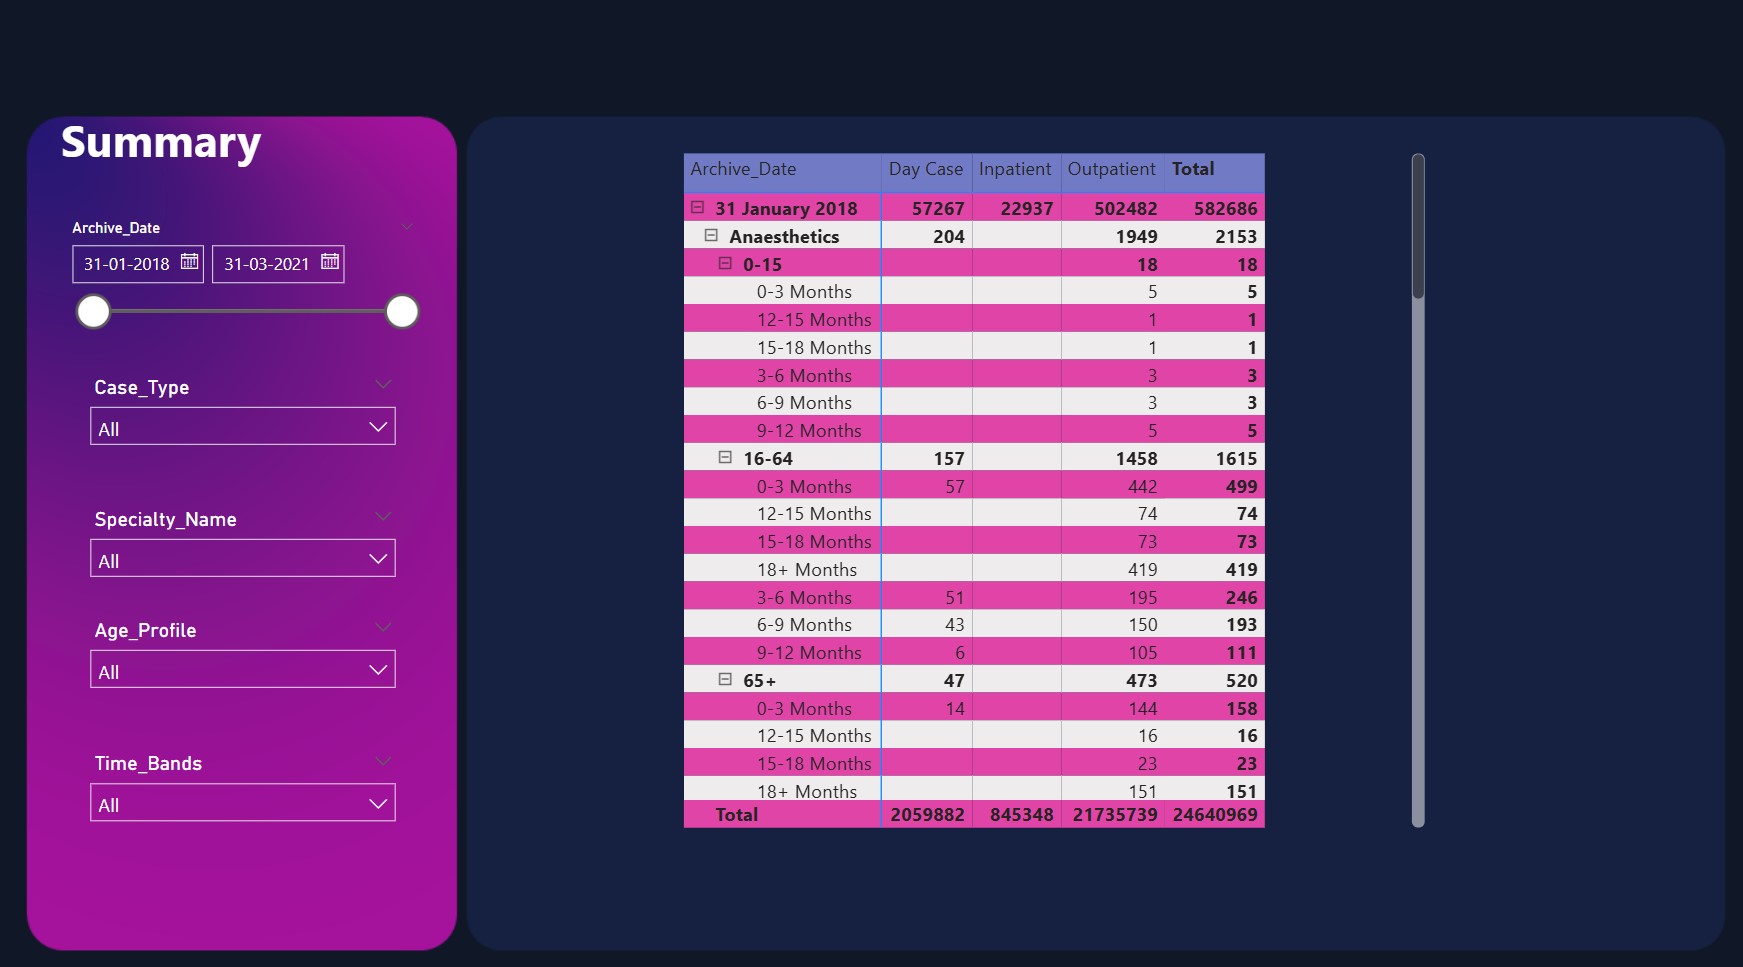 Summary
Archive_Date
31-01-2018 31-03-2021
Case_Type
All
Specialty_Name
All
Age_Profile
All
Time_Bands
All
Archive_Date Day Case Inpatient Outpatient Total
31 January 2018 57267 22937 502482 582686
Anaesthetics 204 1949 2153
0-15 18 18
0-3 Months 5 5
12-15 Months 1 1
15-18 Months 1 1
3-6 Months 3 3
6-9 Months 3 3
9-12 Months 5 5
16-64 157 1458 1615
0-3 Months 57 442 499
12-15 Months 74 74
15-18 Months 73 73
18+ Months 419 419
3-6 Months 51 195 246
6-9 Months 43 150 193
9-12 Months 6 105 111
65+ 47 473 520
0-3 Months 14 144 158
12-15 Months 16 16
15-18 Months 23 23
18+ Months 151 151
Total 2059882 845348 21735739 24640969